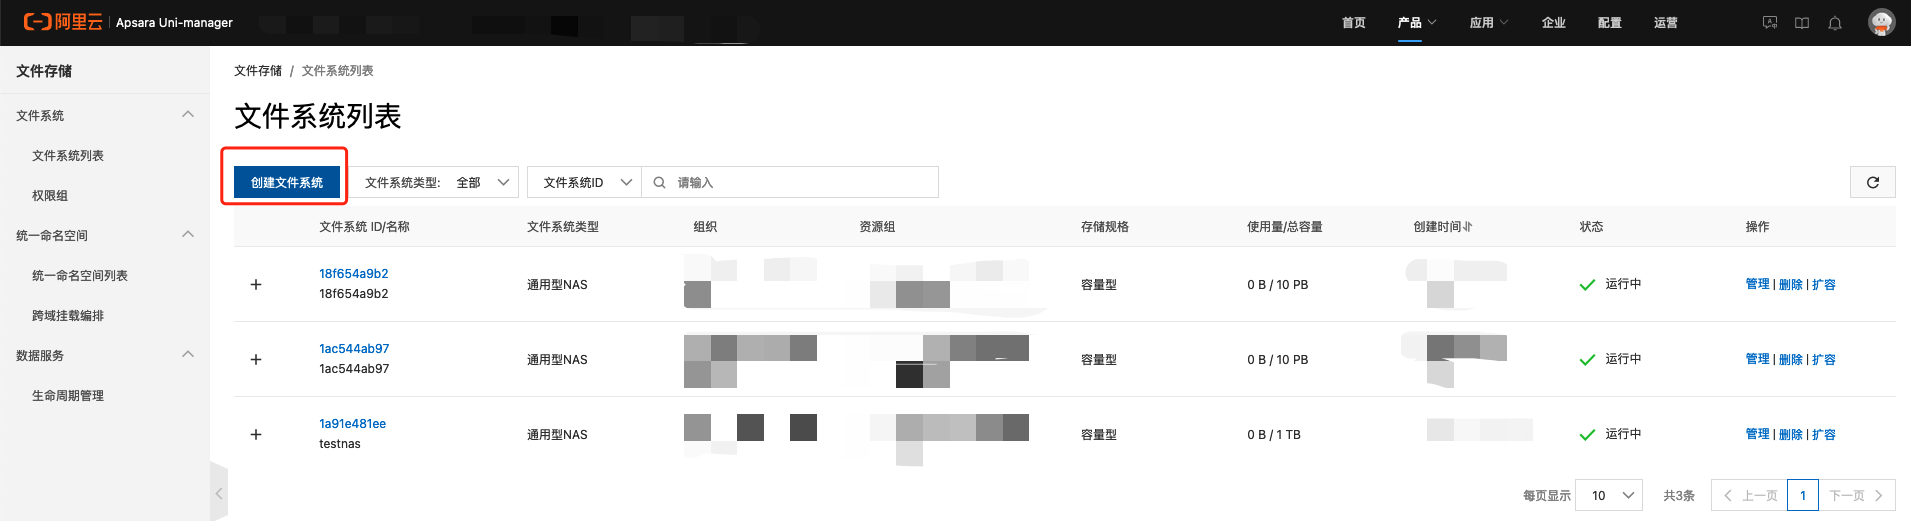 阿里云 Apsara Uni-manager 首页 产品 应用 企业 配置 运营
文件存储
文件系统
文件系统列表
权限组
统一命名空间
统一命名空间列表
跨域挂载编排
数据服务
生命周期管理
文件存储 / 文件系统列表
文件系统列表
创建文件系统 文件系统类型: 全部 文件系统ID 请输入
文件系统 ID/名称 文件系统类型 组织 资源组 存储规格 使用量/总容量 创建时间 状态 操作
18f654a9b2
18f654a9b2 通用型NAS 容量型 0 B / 10 PB 运行中 管理 | 删除 | 扩容
1ac544ab97
1ac544ab97 通用型NAS 容量型 0 B / 10 PB 运行中 管理 | 删除 | 扩容
1a91e481ee
testnas 通用型NAS 容量型 0 B / 1 TB 运行中 管理 | 删除 | 扩容
每页显示 10 共3条 上一页 1 下一页